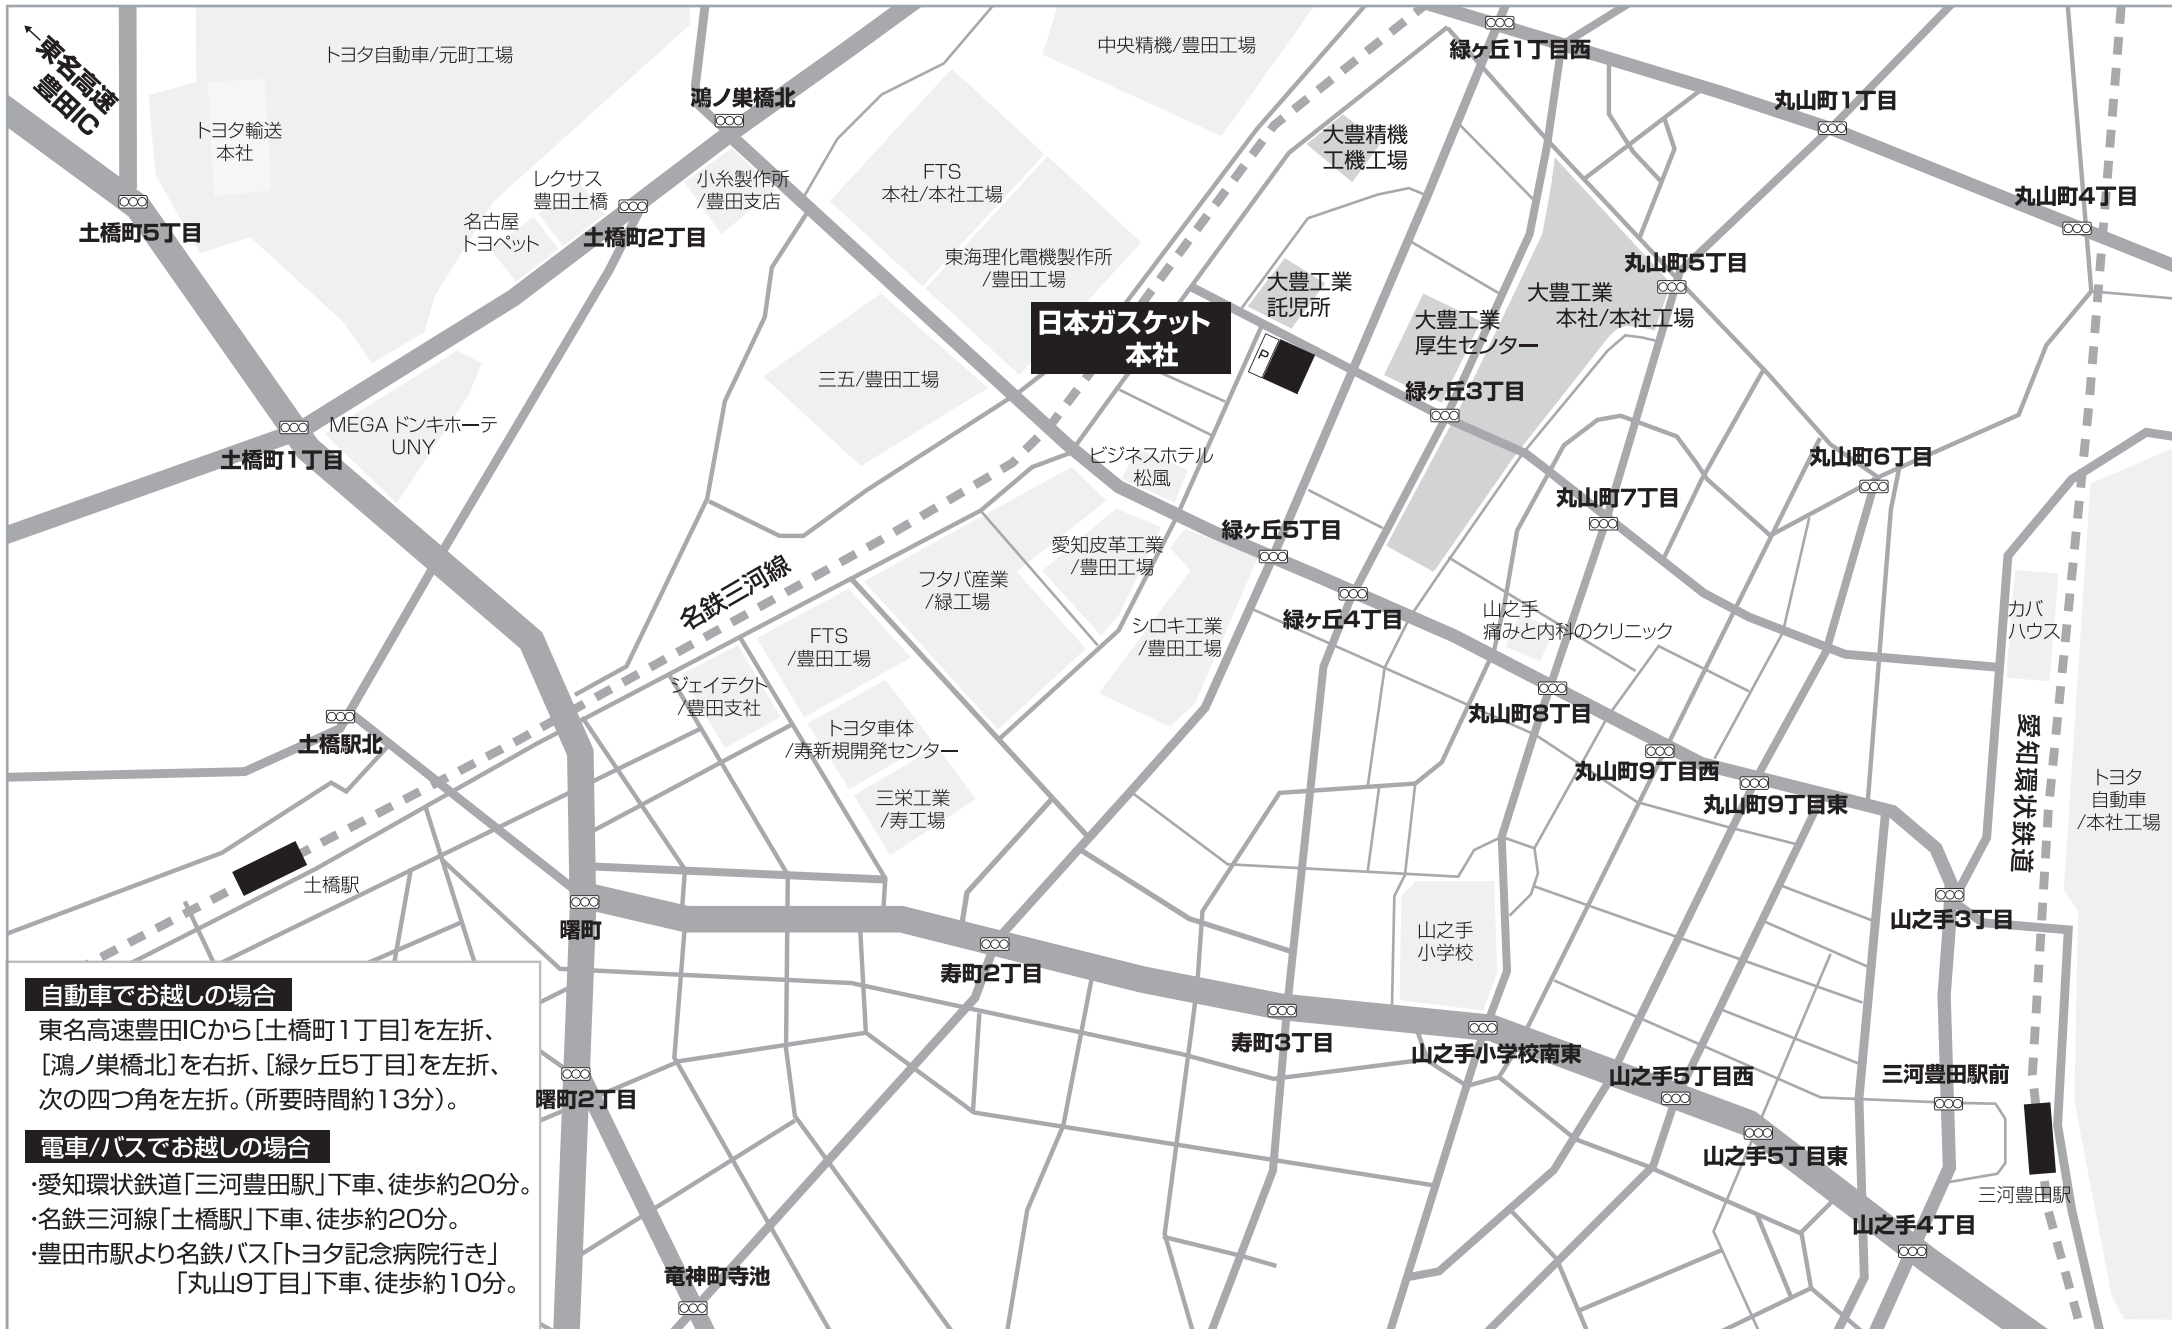 ←東名高速
豊田IC
トヨタ自動車/元町工場
中央精機/豊田工場
緑ヶ丘1丁目西
鴻ノ巣橋北
丸山町1丁目
トヨタ輸送
本社
大豊精機
工機工場
レクサス
豊田土橋
小糸製作所
/豊田支店
FTS
本社/本社工場
丸山町4丁目
土橋町5丁目
名古屋
トヨペット
土橋町2丁目
東海理化電機製作所
/豊田工場
丸山町5丁目
大豊工業
託児所
大豊工業
本社/本社工場
日本ガスケット
本社
P
大豊工業
厚生センター
三五/豊田工場
緑ヶ丘3丁目
MEGA ドンキホーテ
UNY
土橋町1丁目
ビジネスホテル
松風
丸山町6丁目
丸山町7丁目
緑ヶ丘5丁目
名鉄三河線
愛知皮革工業
/豊田工場
フタバ産業
/緑工場
緑ヶ丘4丁目
山之手
痛みと内科のクリニック
カバ
ハウス
シロキ工業
/豊田工場
FTS
/豊田工場
ジェイテクト
/豊田支社
丸山町8丁目
土橋駅北
トヨタ車体
/寿新規開発センター
丸山町9丁目西
丸山町9丁目東
愛知環状鉄道
トヨタ
自動車
/本社工場
三栄工業
/寿工場
土橋駅
曙町
山之手3丁目
山之手
小学校
寿町2丁目
寿町3丁目
山之手小学校南東
山之手5丁目西
三河豊田駅前
曙町2丁目
山之手5丁目東
三河豊田駅
山之手4丁目
竜神町寺池
自動車でお越しの場合
東名高速豊田ICから[土橋町1丁目]を左折、
[鴻ノ巣橋北]を右折、[緑ヶ丘5丁目]を左折、
次の四つ角を左折。(所要時間約13分)。
電車/バスでお越しの場合
・愛知環状鉄道「三河豊田駅」下車、徒歩約20分。
・名鉄三河線「土橋駅」下車、徒歩約20分。
・豊田市駅より名鉄バス「トヨタ記念病院行き」
「丸山9丁目」下車、徒歩約10分。